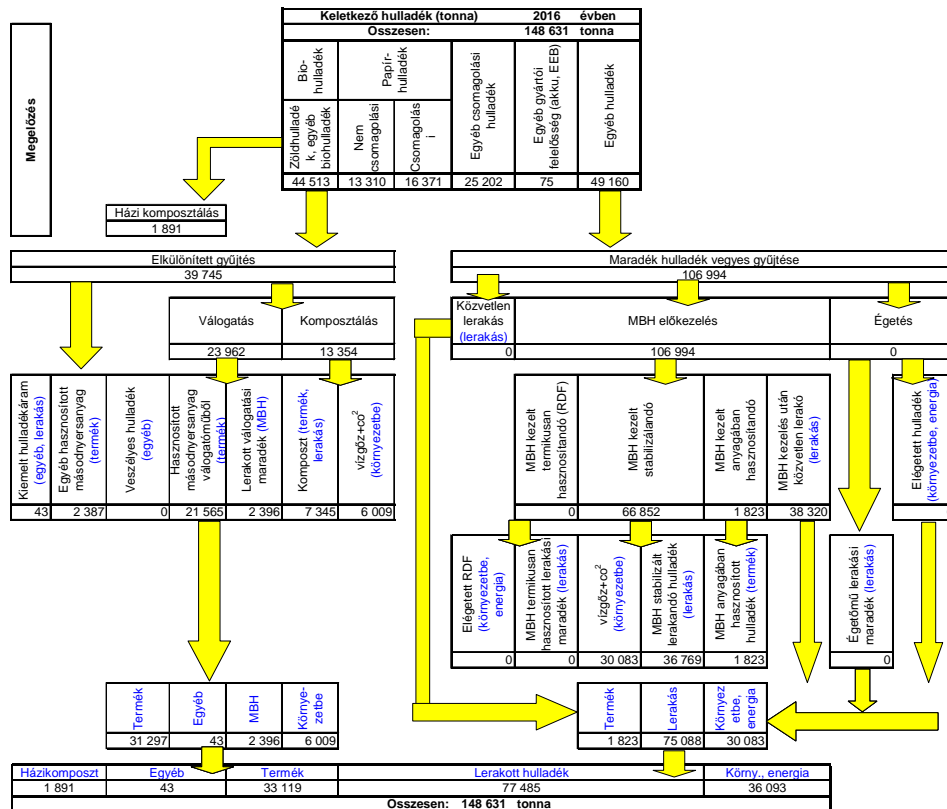 Keletkező hulladék (tonna) 2016 évben
Összesen: 148 631 tonna
Megelőzés
Bio-
hulladék
Papír-
hulladék
Zöldhulladé
k, egyéb
biohulladék
Nem
csomagolási
Csomagolás
i
Egyéb csomagolási
hulladék
Egyéb gyártói
felelősség (akku, EEB)
Egyéb hulladék
44 513 13 310 16 371 25 202 75 49 160
Házi komposztálás
1 891
Elkülönített gyűjtés
39 745
Maradék hulladék vegyes gyűjtése
106 994
Válogatás
23 962
Komposztálás
13 354
Közvetlen
lerakás
(lerakás)
0
MBH előkezelés
106 994
Égetés
0
Kiemelt hulladékáram
(egyéb, lerakás)
Egyéb hasznosított
másodnyersanyag
(termék)
Veszélyes hulladék
(egyéb)
Hasznosított
másodnyersanyag
válogatóműből
(termék)
Lerakott válogatási
maradék (MBH)
Komposzt (termék,
lerakás)
vízgőz+co2
(környezetbe)
43 2 387 0 21 565 2 396 7 345 6 009
MBH kezelt
termikusan
hasznosítandó (RDF)
MBH kezet
stabilizálandó
MBH kezelt
anyagában
hasznosítandó
MBH kezelés után
közvetlen lerakó
(lerakás)
Elégetett hulladék
(környezetbe, energia)
0 66 852 1 823 38 320
Elégetett RDF
(környezetbe,
energia)
MBH termikusan
hasznosított lerakási
maradék (lerakás)
vízgőz+co2
(környezetbe)
MBH stabilizált
lerakandó hulladék
(lerakás)
MBH anyagában
hasznosított
hulladék (termék)
Égetőmű lerakási
maradék (lerakás)
0 0 30 083 36 769 1 823 0
Termék
Egyéb
MBH
Környe-
zetbe
31 297 43 2 396 6 009
Termék
Lerakás
Környez
etbe,
energia
1 823 75 088 30 083
Házikomposzt Egyéb Termék Lerakott hulladék Körny., energia
1 891 43 33 119 77 485 36 093
Összesen: 148 631 tonna